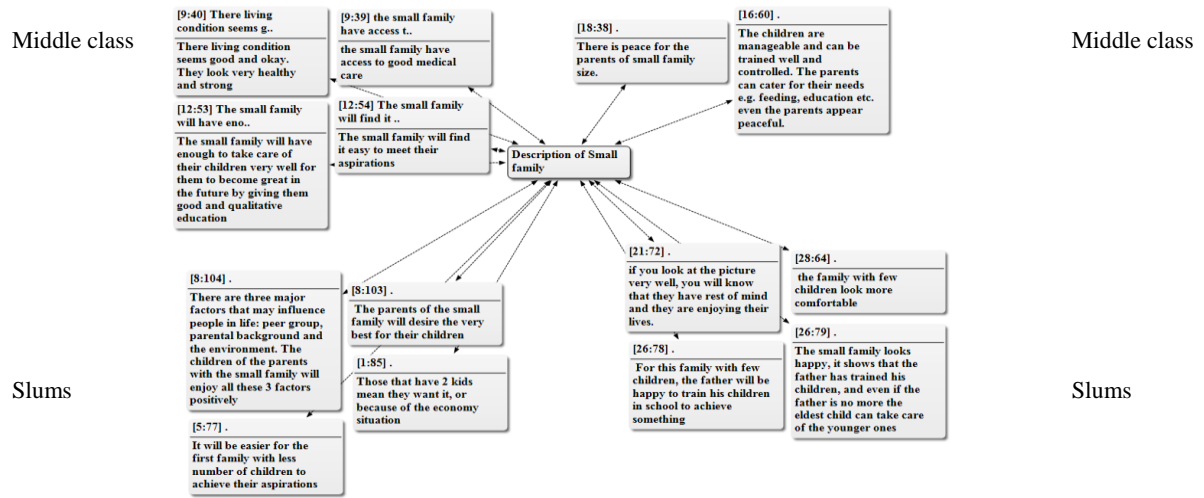 Middle class
[9:40] There living
condition seems g..
There living condition
seems good and okay.
They look very healthy
and strong
[9:39] the small family
have access t..
the small family have
access to good medical
care
[18:38] .
There is peace for the
parents of small family
size.
[16:60] .
The children are
manageable and can be
trained well and
controlled. The parents
can cater for their needs
e.g. feeding, education etc.
even the parents appear
peaceful.
Middle class
[12:53] The small family
will have eno..
The small family will have
enough to take care of
their children very well for
them to become great in
the future by giving them
good and qualitative
education
[12:54] The small family
will find it ..
The small family will find
it easy to meet their
aspirations
Description of Small
family
Slums
[8:104] .
There are three major
factors that may influence
people in life: peer group,
parental background and
the environment. The
children of the parents
with the small family will
enjoy all these 3 factors
positively
[8:103] .
The parents of the small
family will desire the very
best for their children
[1:85] .
Those that have 2 kids
mean they want it, or
because of the economy
situation
[5:77] .
It will be easier for the
first family with less
number of children to
achieve their aspirations
[21:72] .
if you look at the picture
very well, you will know
that they have rest of mind
and they are enjoying their
lives.
[28:64] .
the family with few
children look more
comfortable
[26:78] .
For this family with few
children, the father will be
happy to train his children
in school to achieve
something
[26:79] .
The small family looks
happy, it shows that the
father has trained his
children, and even if the
father is no more the
eldest child can take care
of the younger ones
Slums